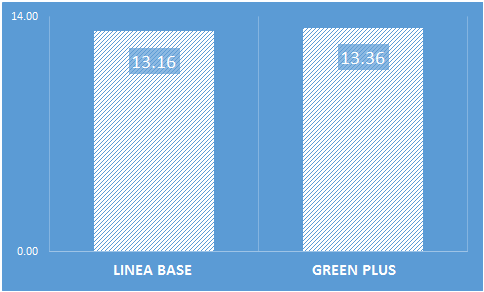 14.00
13.16
13.36
0.00
LINEA BASE
GREEN PLUS